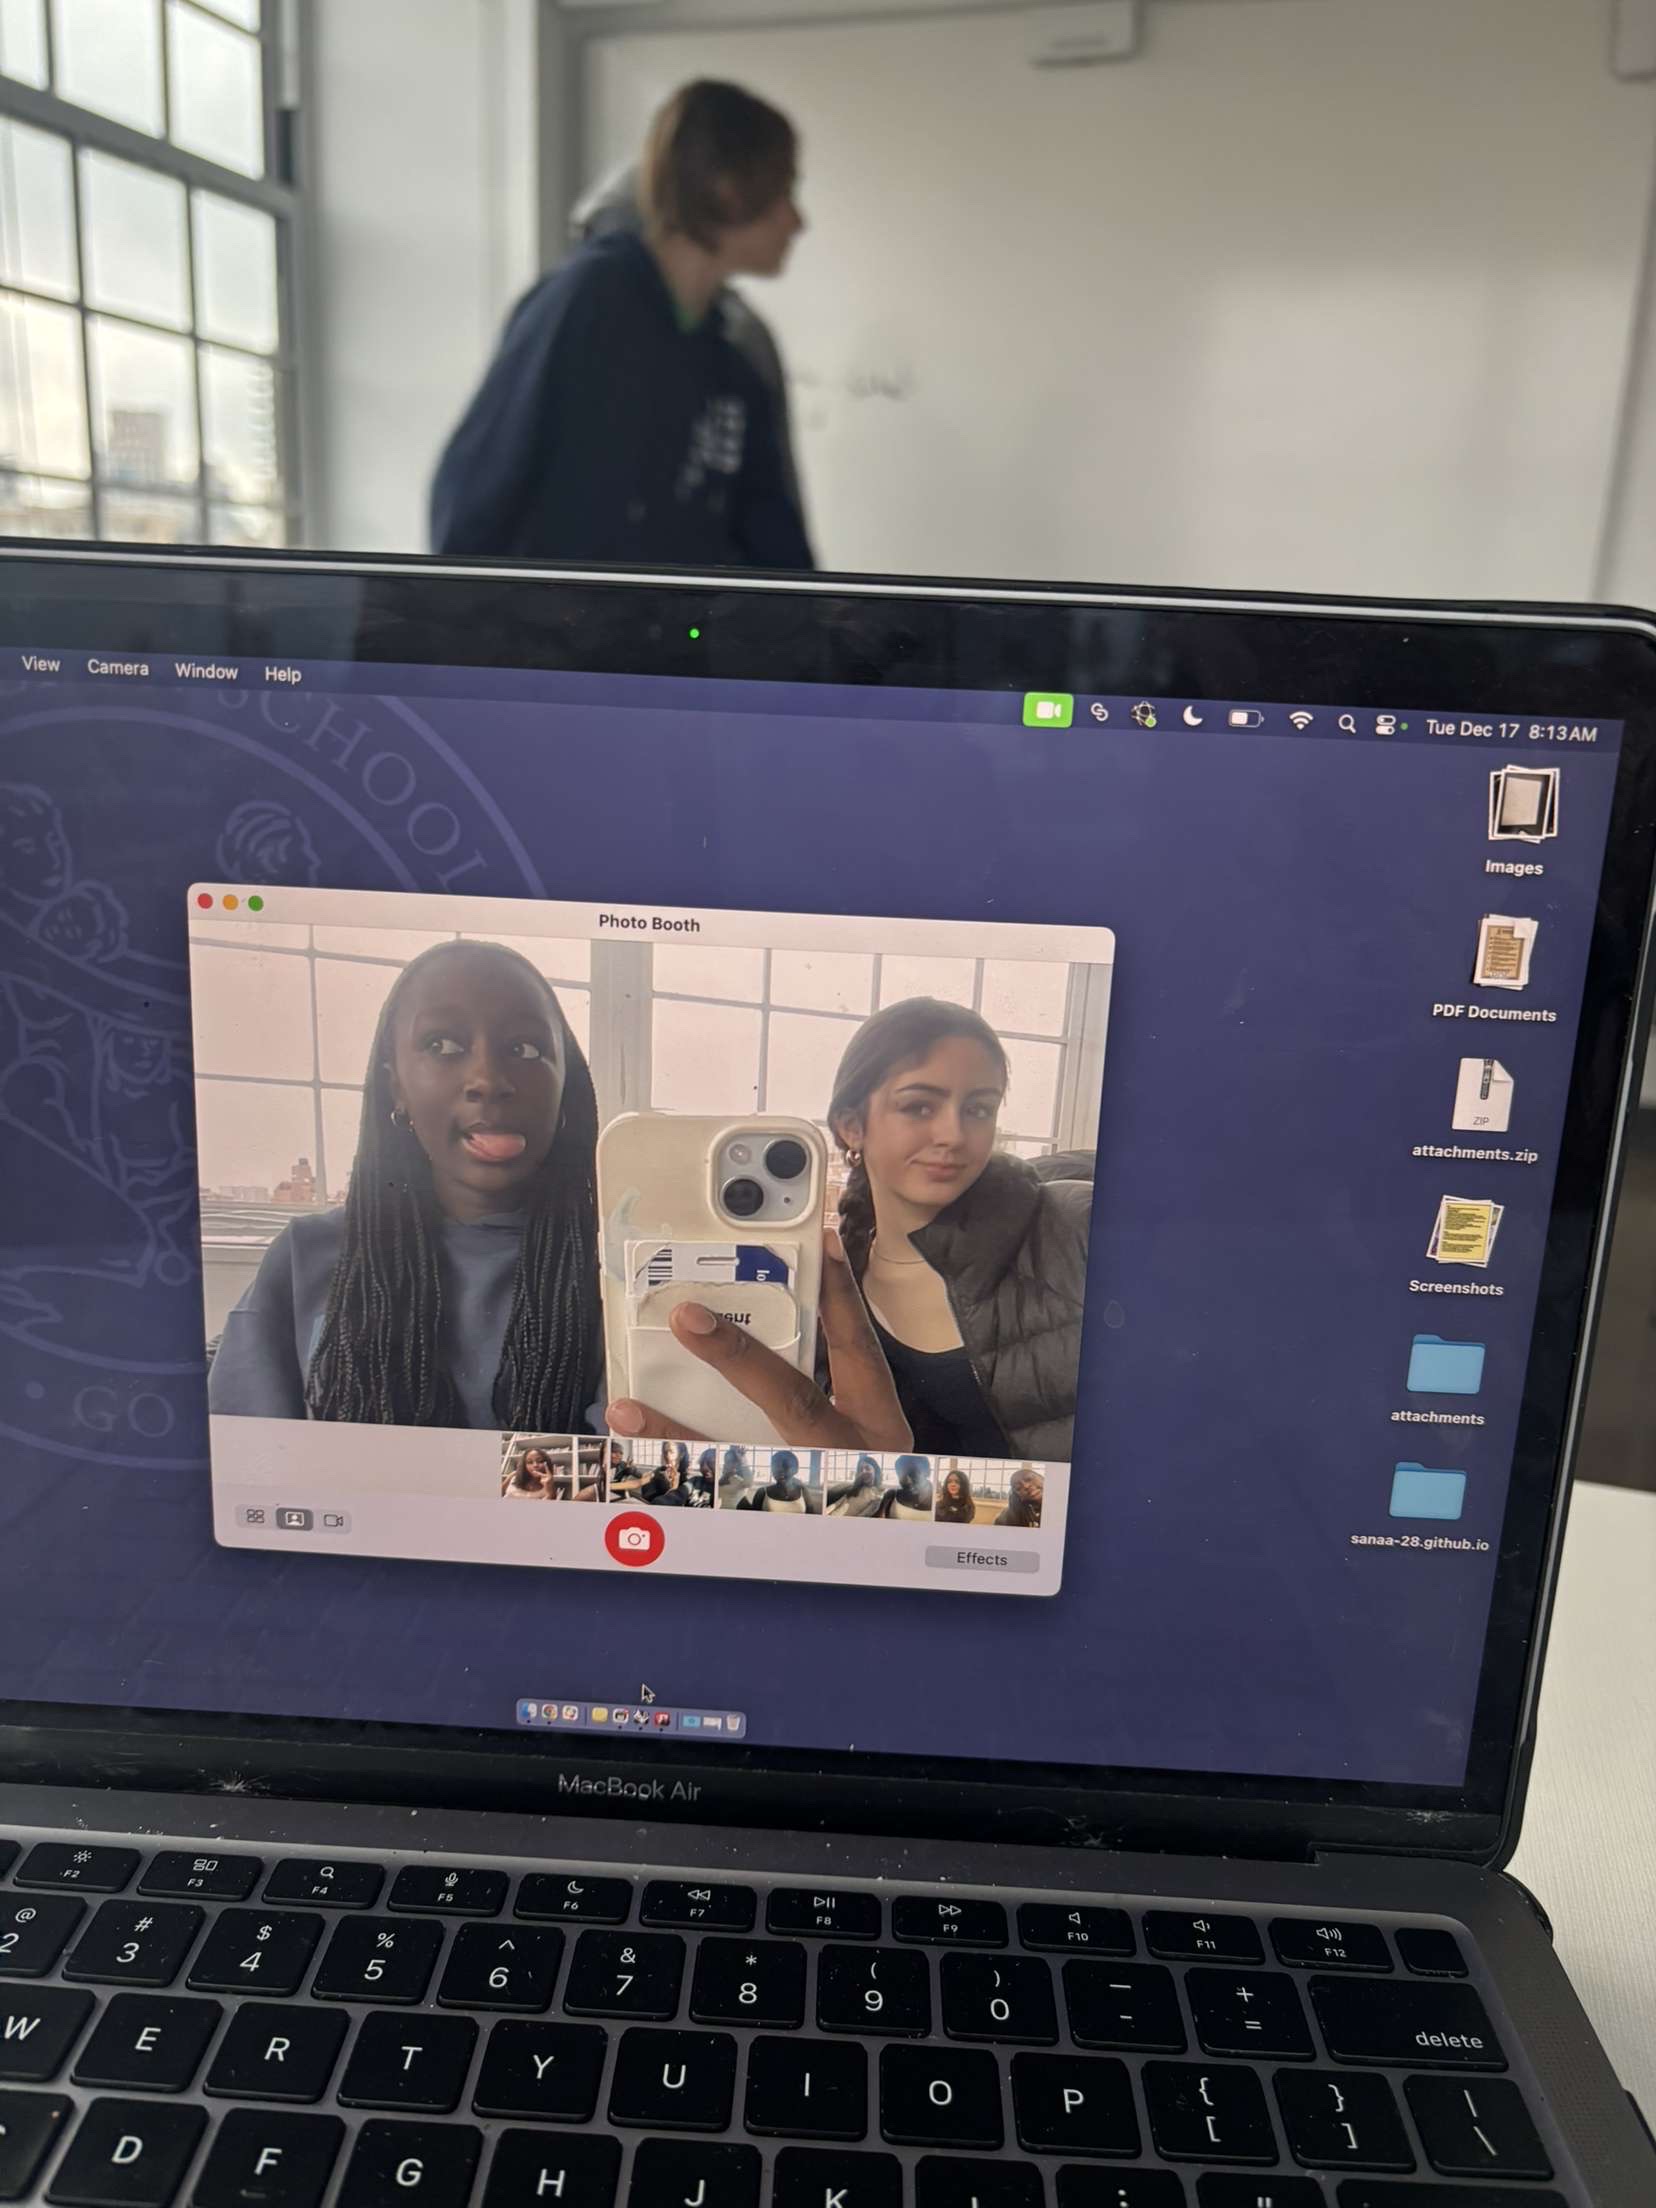 View Camera Window Help
Tue Dec 17 8:13 AM
SCHOOL
Images
Photo Booth
PDF Documents
ZIP
attachments.zip
Screenshots
attachments
GO
sanaa-28.github.io
Effects
MacBook Air
F2 F3 F4 F5 F6 F7 F8 F9 F10 F11 F12
@ # $ % ^ & * ( ) — +
2 3 4 5 6 7 8 9 0 - =
delete
W E R T Y U I O P { } |
[ ] \
D F G H J K : "